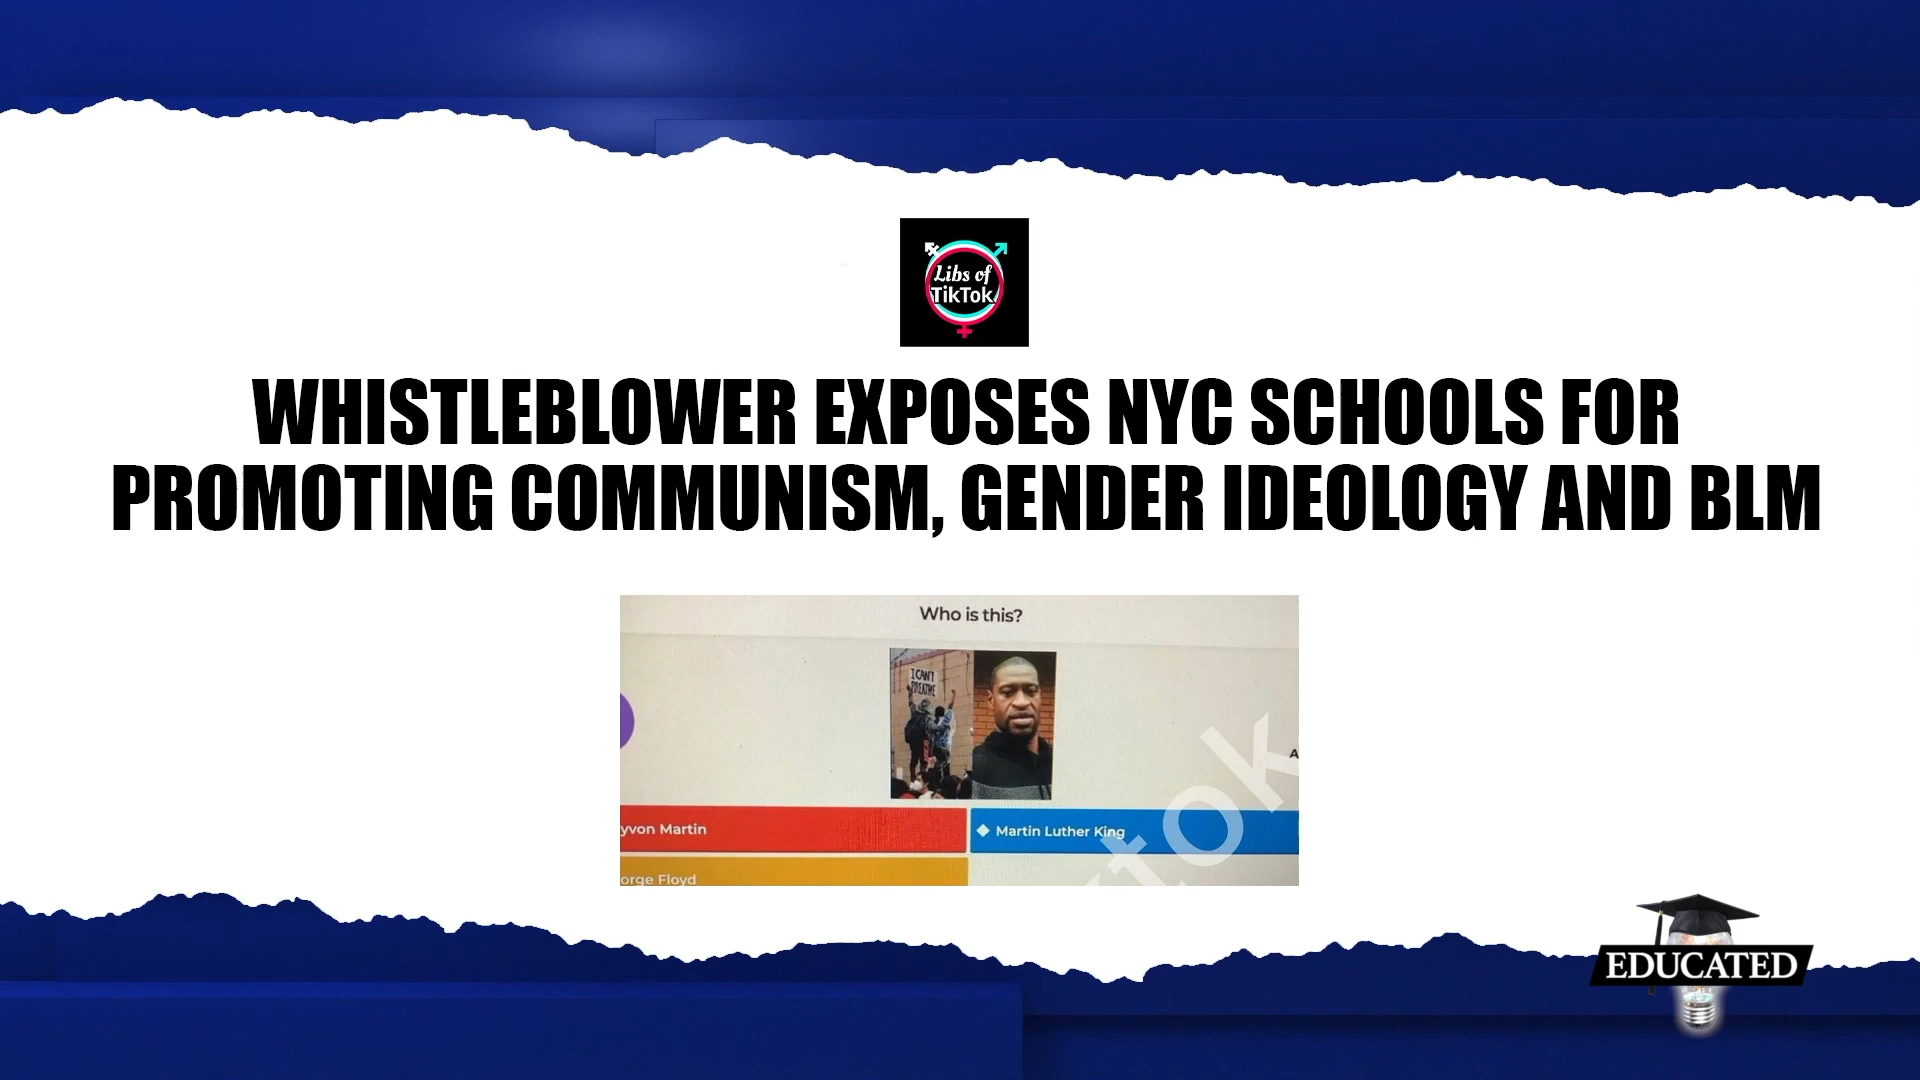 Libs of
TikTok
WHISTLEBLOWER EXPOSES NYC SCHOOLS FOR
PROMOTING COMMUNISM, GENDER IDEOLOGY AND BLM
Who is this?
I CAN'T
BREATHE
A
yvon Martin
Martin Luther King
orge Floyd
ktok
EDUCATED